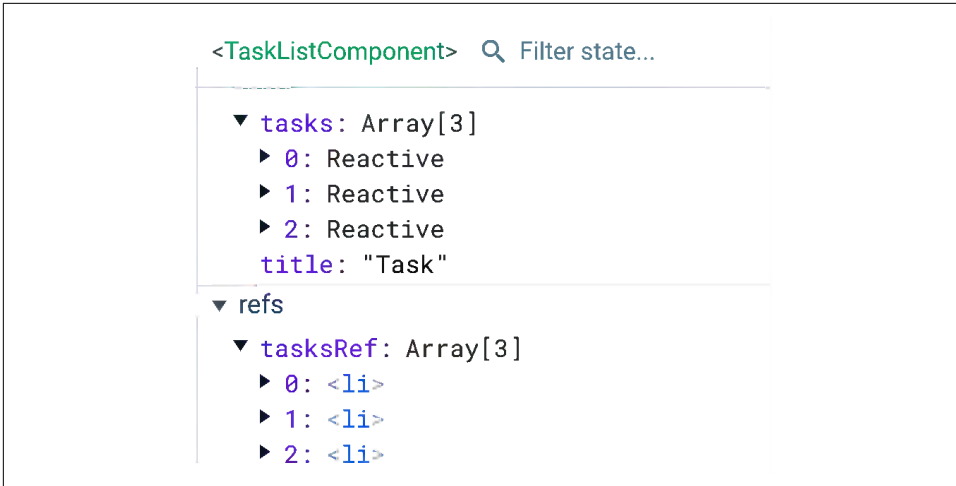 <TaskListComponent> Filter state...
tasks: Array[3]
0: Reactive
1: Reactive
2: Reactive
title: "Task"
refs
tasksRef: Array[3]
0: <li>
1: <li>
2: <li>